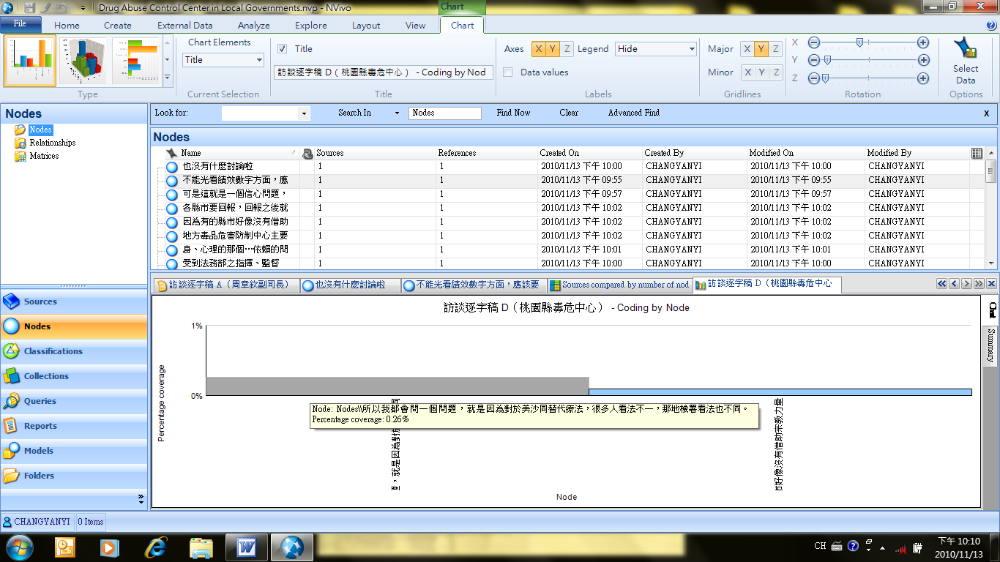 Drug Abuse Control Center in Local Governments.nvp - NVivo
Chart
File Home Create External Data Analyze Explore Layout View Chart
Chart Elements
Title
Type
Current Selection
Title
訪談逐字稿 D（桃園縣毒危中心） - Coding by Nod
Title
Axes X Y Z Legend Hide
Data values
Labels
Major X Y Z
Minor X Y Z
Gridlines
X
Y
Z
Rotation
Select Data
Options
Nodes
Nodes
Relationships
Matrices
Look for: Search In Nodes Find Now Clear Advanced Find X
Nodes
Name Sources References Created On Created By Modified On Modified By
也沒有什麼討論啦 1 1 2010/11/13 下午 10:00 CHANGYANYI 2010/11/13 下午 10:00 CHANGYANYI
不能光看績效數字方面，應 1 1 2010/11/13 下午 09:55 CHANGYANYI 2010/11/13 下午 09:55 CHANGYANYI
可是這就是一個信心問題， 1 1 2010/11/13 下午 09:57 CHANGYANYI 2010/11/13 下午 09:57 CHANGYANYI
各縣市要回報，回報之後就 1 1 2010/11/13 下午 10:02 CHANGYANYI 2010/11/13 下午 10:02 CHANGYANYI
因為有的縣市好像沒有借助 1 1 2010/11/13 下午 10:02 CHANGYANYI 2010/11/13 下午 10:02 CHANGYANYI
地方毒品危害防制中心主要 1 1 2010/11/13 下午 10:02 CHANGYANYI 2010/11/13 下午 10:02 CHANGYANYI
身、心理的那個…依賴的問 1 1 2010/11/13 下午 10:01 CHANGYANYI 2010/11/13 下午 10:01 CHANGYANYI
受到法務部之指揮、監督 1 1 2010/11/13 下午 10:00 CHANGYANYI 2010/11/13 下午 10:00 CHANGYANYI
訪談逐字稿 A（周章欽副司長） 也沒有什麼討論啦 不能光看績效數字方面，應該要 Sources compared by number of nod 訪談逐字稿 D（桃園縣毒危中心
訪談逐字稿 D（桃園縣毒危中心） - Coding by Node
Chart
Summary
1%
0%
Percentage coverage
Node: Nodes\\所以我都會問一個問題，就是因為對於美沙冋替代療法，很多人看法不一，那地檢署看法也不同。
Percentage coverage: 0.26%
，就是因為對於
好像沒有借助宗教力量
Node
Sources
Nodes
Classifications
Collections
Queries
Reports
Models
Folders
CHANGYANYI 0 Items
CH
下午 10:10
2010/11/13